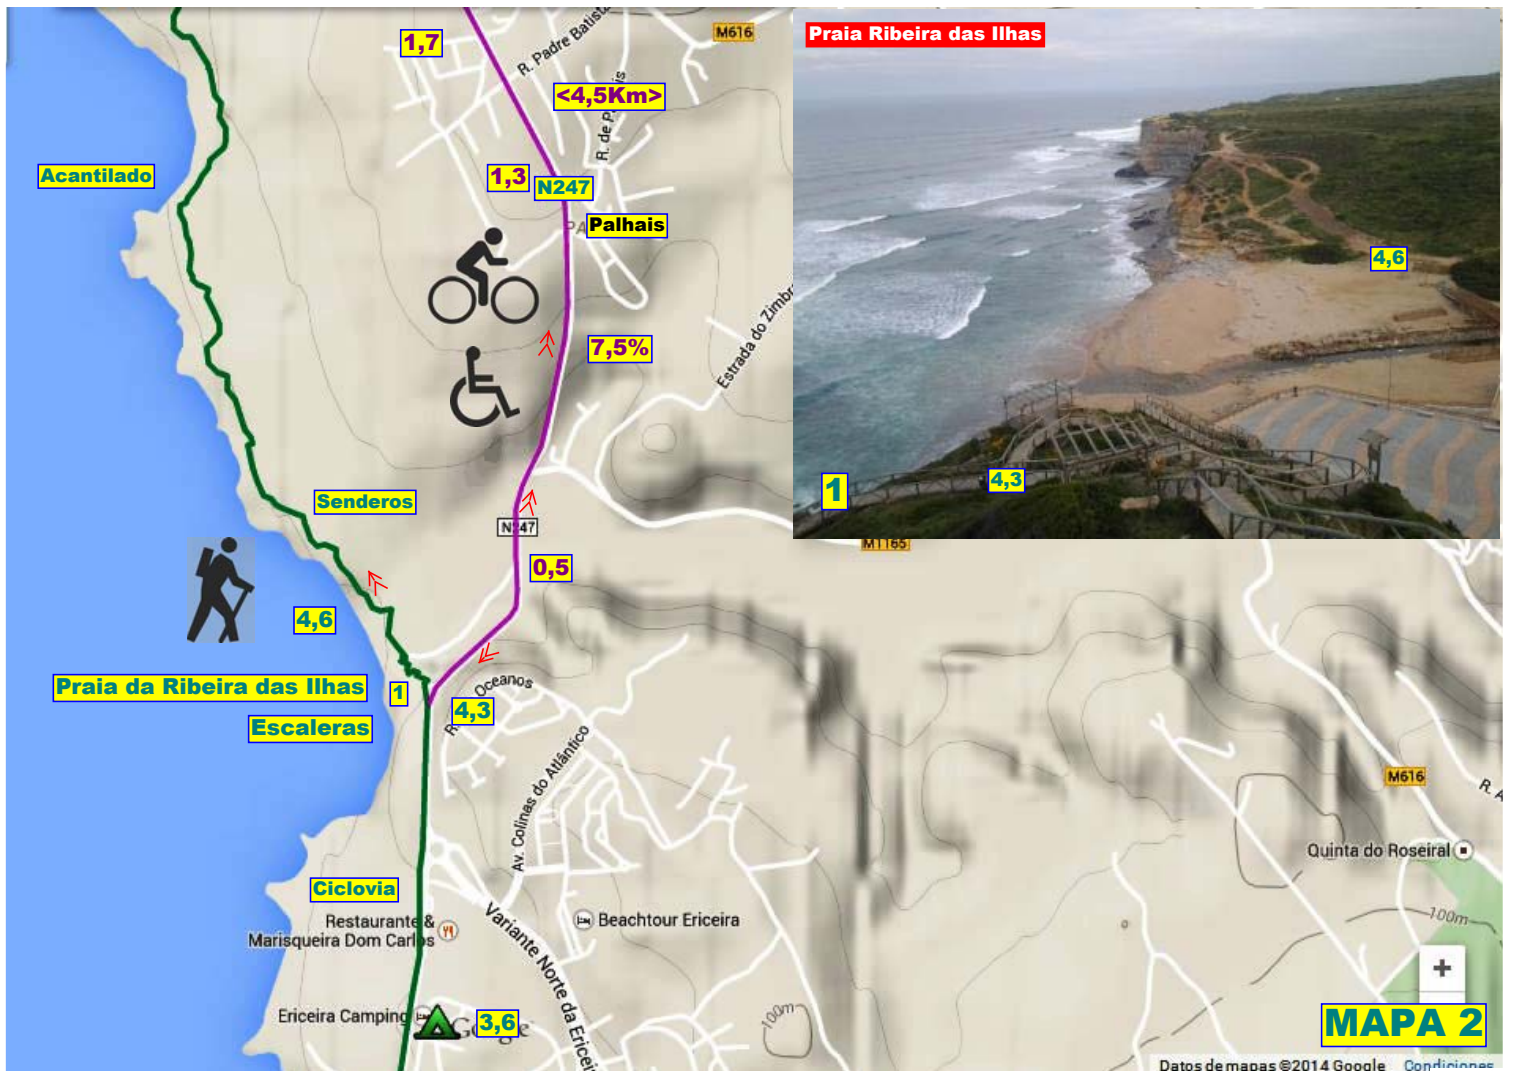 1,7
R. Padre Batista
M616
Praia Ribeira das Ilhas
<4,5Km>
Acantilado
1,3
N247
Palhais
4,6
7,5%
Estrada do Zimbr
Senderos
1
4,3
N247
M1165
0,5
4,6
Praia da Ribeira das Ilhas
1
Oceanos
4,3
Escaleras
Av. Colinas do Atlântico
M616
R. A
Quinta do Roseiral
Ciclovia
Restaurante &
Marisqueira Dom Carlos
Variante Norte da Ericei
Beachtour Ericeira
100m
Ericeira Camping
Google
3,6
100m
+
MAPA 2
Datos de mapas ©2014 Google
Condiciones